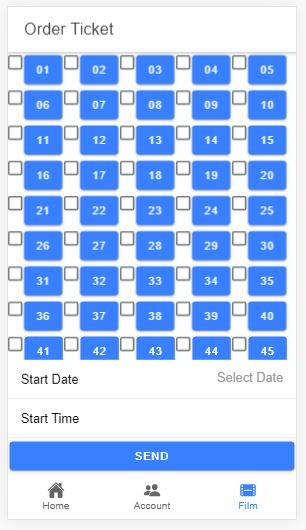 Order Ticket
01 02 03 04 05
06 07 08 09 10
11 12 13 14 15
16 17 18 19 20
21 22 23 24 25
26 27 28 29 30
31 32 33 34 35
36 37 38 39 40
41 42 43 44 45
Start Date Select Date
Start Time
SEND
Home Account Film